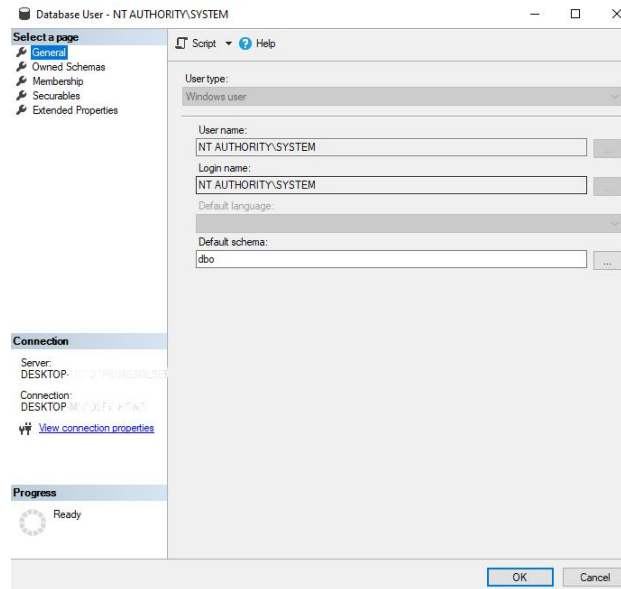 Database User - NT AUTHORITY\SYSTEM
Select a page
General
Owned Schemas
Membership
Securables
Extended Properties
Script
Help
User type:
Windows user
User name:
NT AUTHORITY\SYSTEM
...
Login name:
NT AUTHORITY\SYSTEM
...
Default language:
Default schema:
dbo
...
Connection
Server:
DESKTOP-
Connection:
DESKTOP
View connection properties
Progress
Ready
OK
Cancel